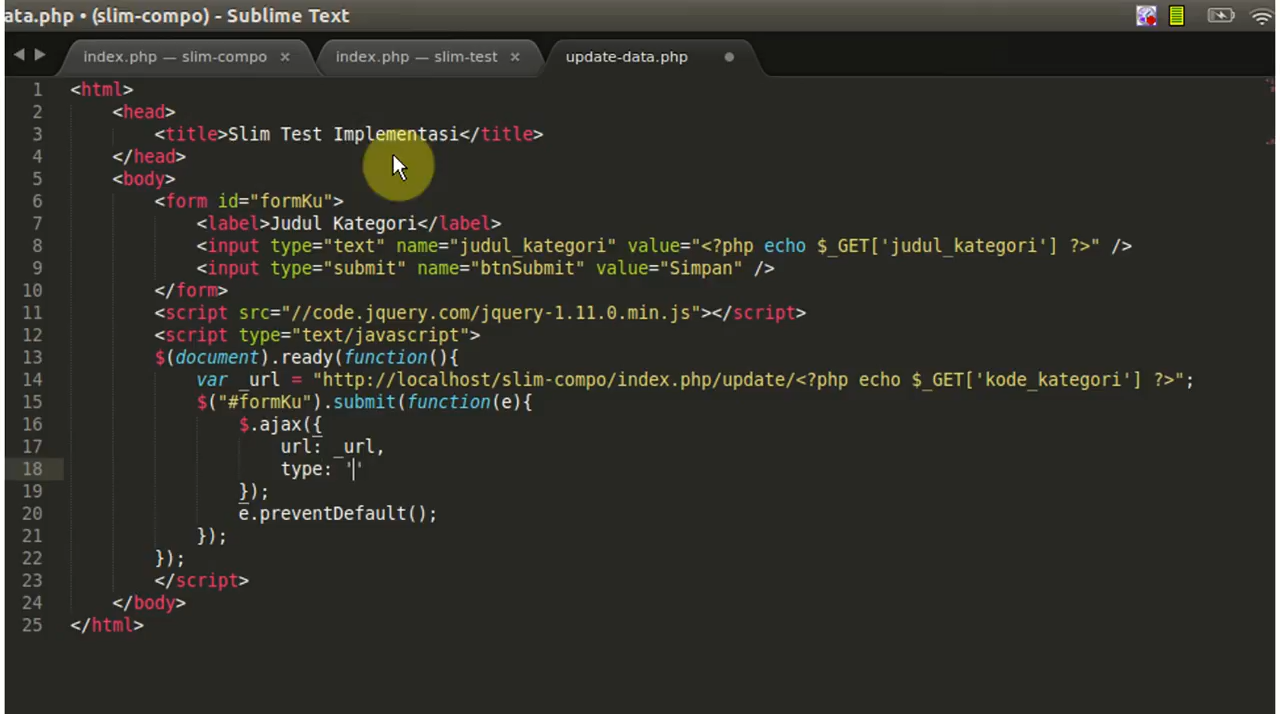 ata.php • (slim-compo) - Sublime Text
index.php — slim-compo × index.php — slim-test × update-data.php
1 <html>
2 <head>
3 <title>Slim Test Implementasi</title>
4 </head>
5 <body>
6 <form id="formKu">
7 <label>Judul Kategori</label>
8 <input type="text" name="judul_kategori" value="<?php echo $_GET['judul_kategori'] ?>" />
9 <input type="submit" name="btnSubmit" value="Simpan" />
10 </form>
11 <script src="//code.jquery.com/jquery-1.11.0.min.js"></script>
12 <script type="text/javascript">
13 $(document).ready(function(){
14 var _url = "http://localhost/slim-compo/index.php/update/<?php echo $_GET['kode_kategori'] ?>";
15 $("#formKu").submit(function(e){
16 $.ajax({
17 url: _url,
18 type: ''
19 });
20 e.preventDefault();
21 });
22 });
23 </script>
24 </body>
25 </html>